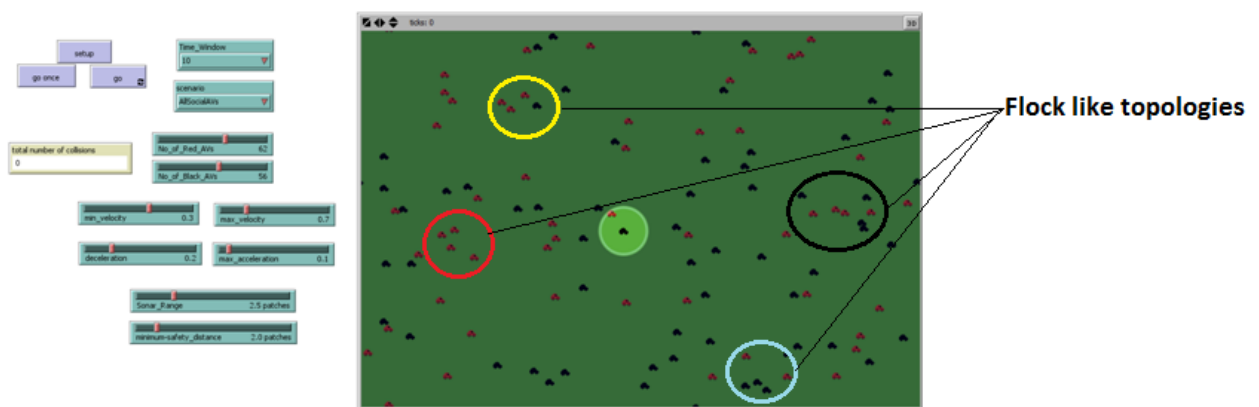 ticks: 0
3D
setup
go once
go
Time_Window
10
scenario
AllSocialAVs
total number of collisions
0
No_of_Red_AVs 62
No_of_Black_AVs 56
min_velocity 0.3
max_velocity 0.7
deceleration 0.2
max_acceleration 0.1
Sonar_Range 2.5 patches
minimum-safety_distance 2.0 patches
Flock like topologies